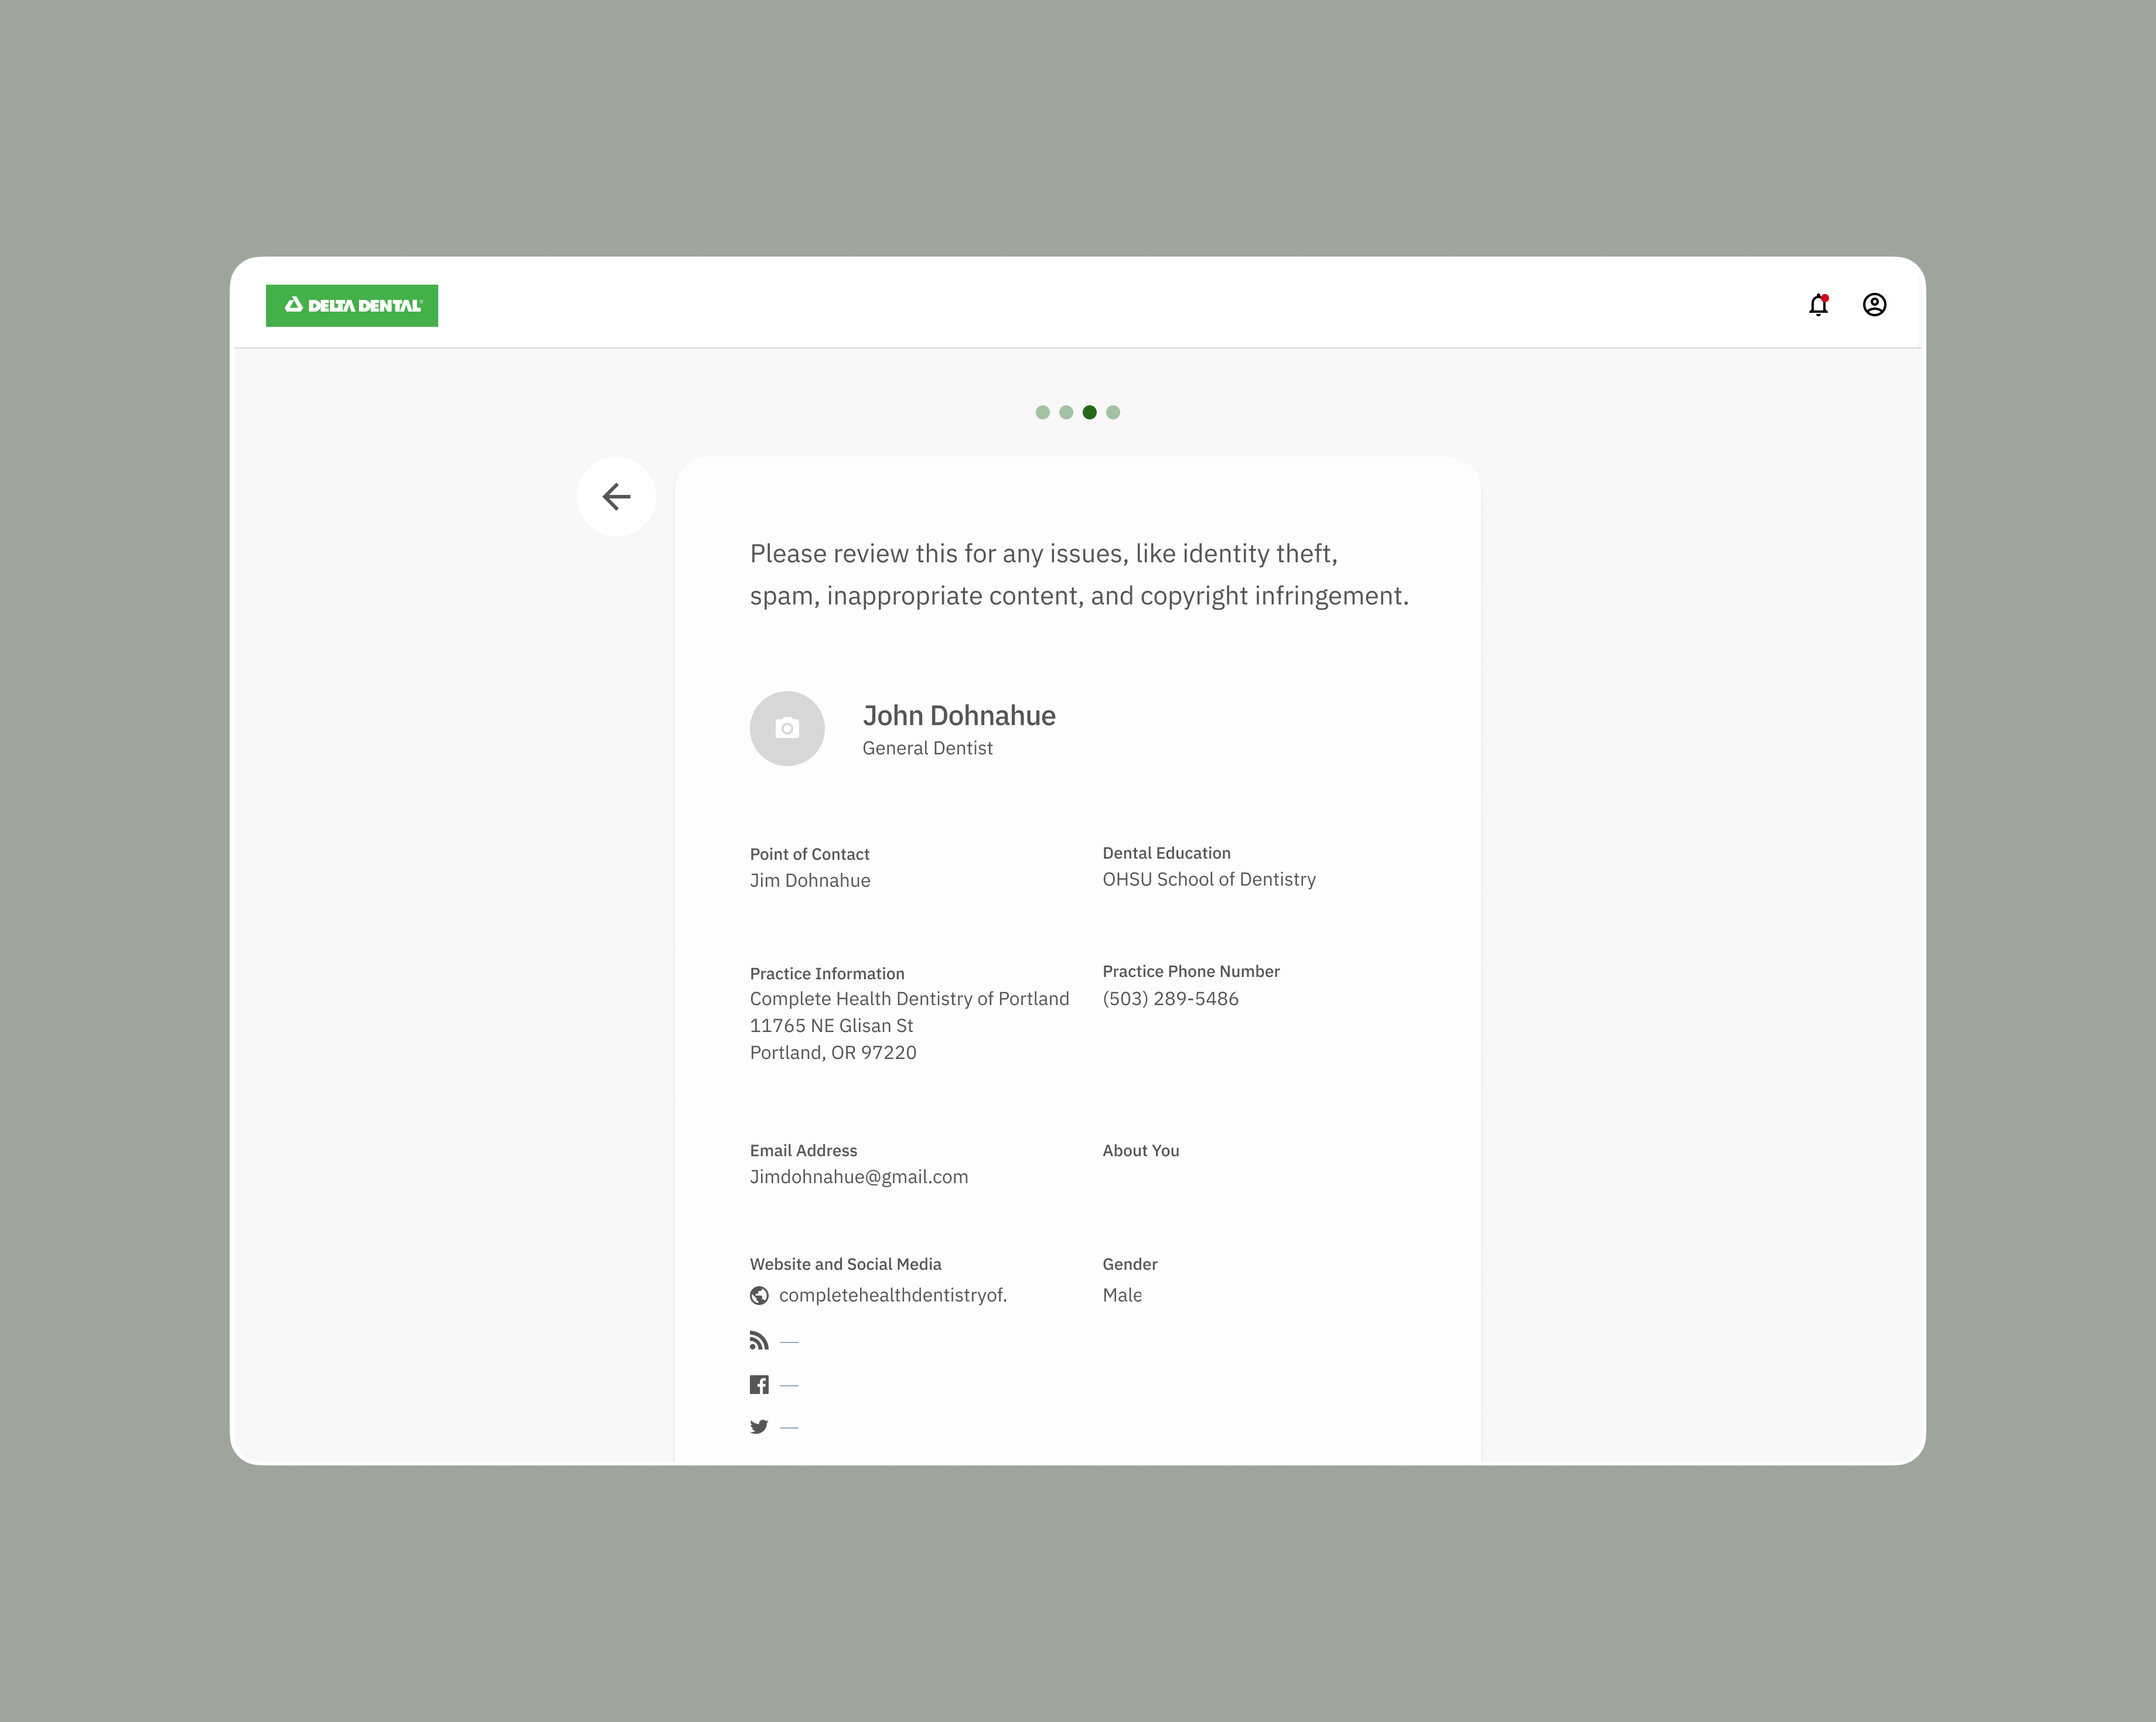 DELTA DENTAL®
Please review this for any issues, like identity theft,
spam, inappropriate content, and copyright infringement.
John Dohnahue
General Dentist
Point of Contact
Jim Dohnahue
Dental Education
OHSU School of Dentistry
Practice Information
Complete Health Dentistry of Portland
11765 NE Glisan St
Portland, OR 97220
Practice Phone Number
(503) 289-5486
Email Address
Jimdohnahue@gmail.com
About You
Website and Social Media
completehealthdentistryof.
—
—
—
Gender
Male